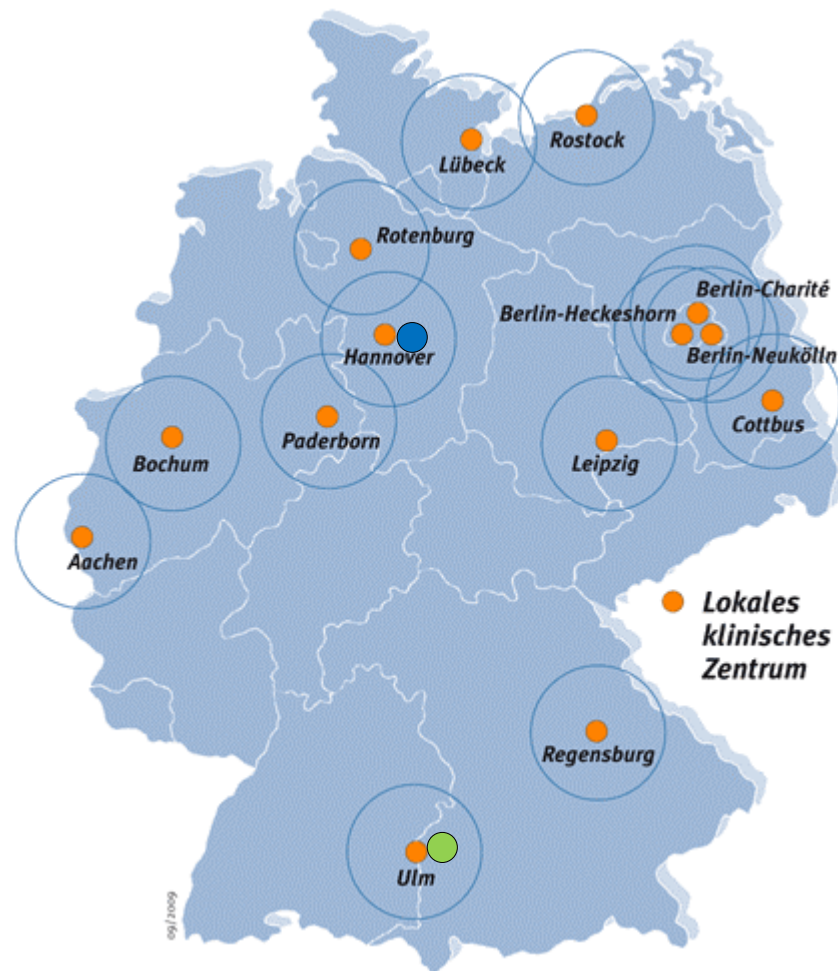 Rostock
Lübeck
Rotenburg
Berlin-Charité
Berlin-Heckeshorn
Hannover
Berlin-Neukölln
Cottbus
Paderborn
Bochum
Leipzig
Aachen
Lokales
klinisches
Zentrum
Regensburg
Ulm
09/2009